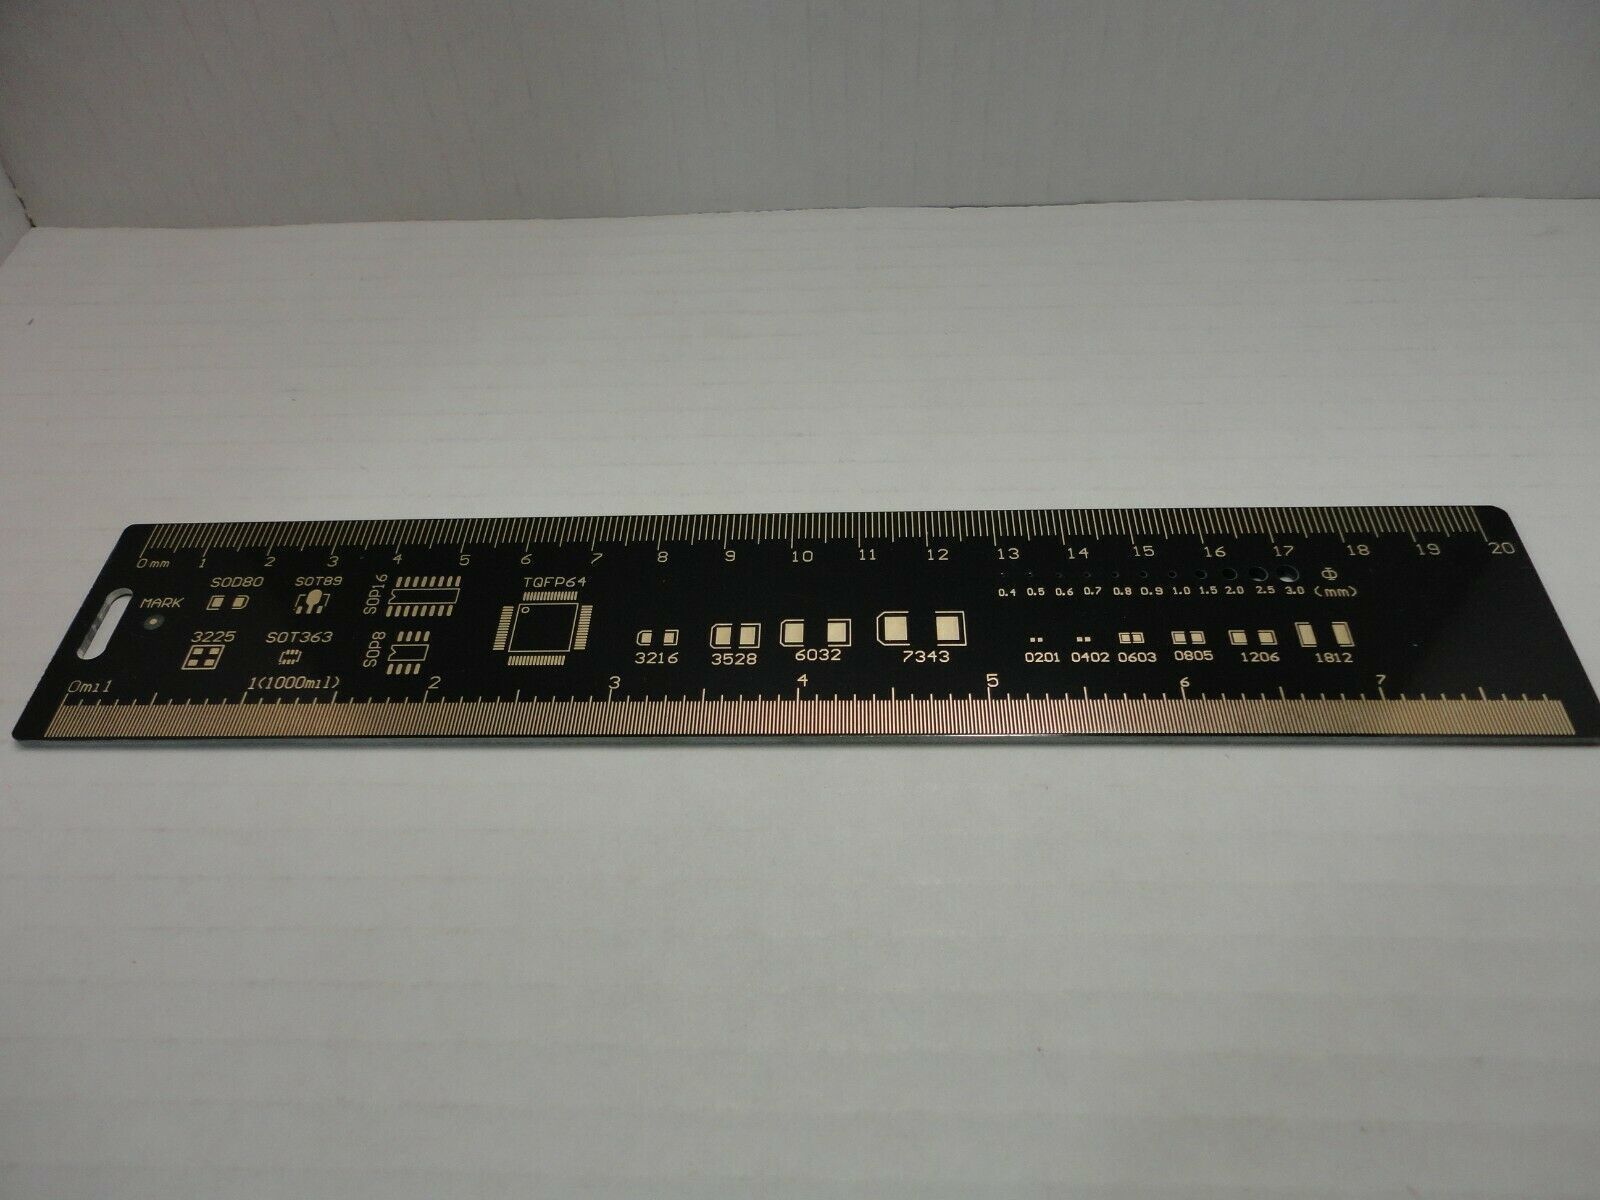 0mm 1 2 3 4 5 6 7 8 9 10 11 12 13 14 15 16 17 18 19 20
SOD80 SOT89 SOP16 TQFP64
0.4 0.5 0.6 0.7 0.8 0.9 1.0 1.5 2.0 2.5 3.0 Φ (mm)
MARK
3225 SOT363 SOP8
3216 3528 6032 7343 0201 0402 0603 0805 1206 1812
0mil 1(1000mil) 2 3 4 5 6 7